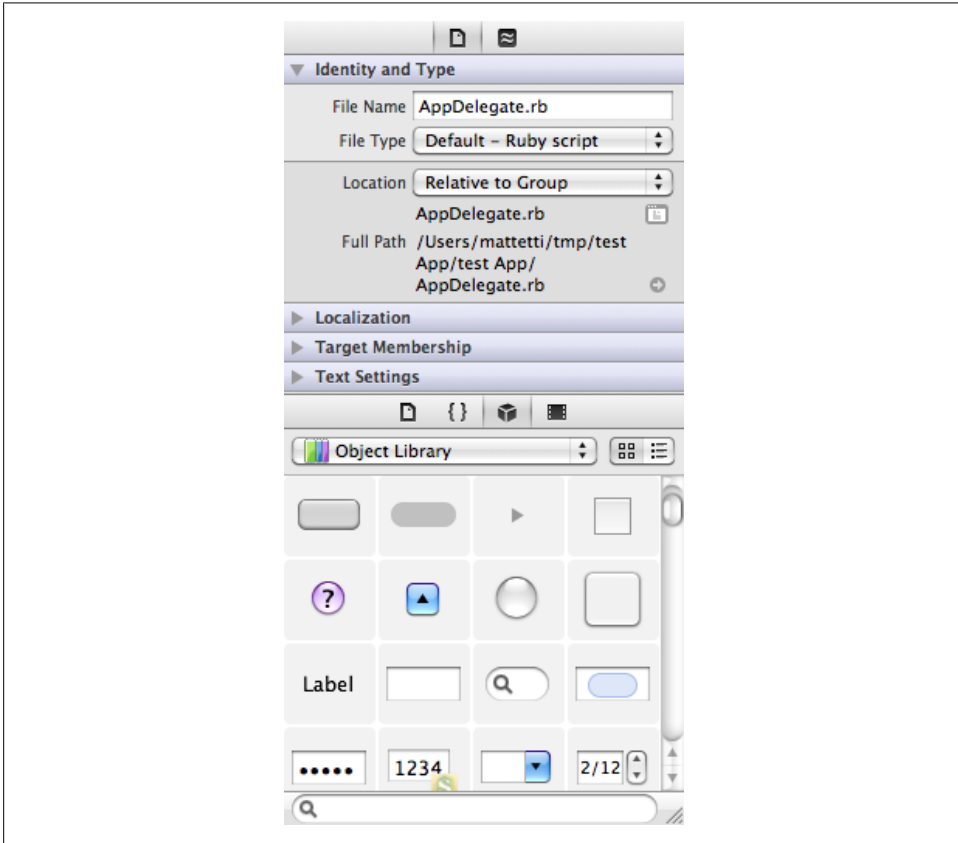 Identity and Type
File Name AppDelegate.rb
File Type Default – Ruby script
Location Relative to Group
AppDelegate.rb
Full Path /Users/mattetti/tmp/test
App/test App/
AppDelegate.rb
Localization
Target Membership
Text Settings
{ }
Object Library
?
Label
•••••
1234
2/12